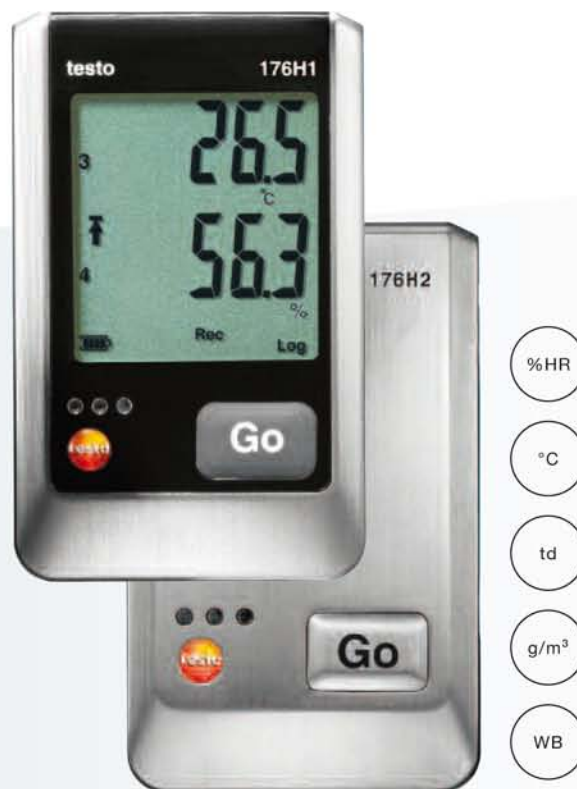 testo 176H1
3 26.5
°C
4 56.3
%
Rec
Log
testo
Go
176H2
testo
Go
%HR
°C
td
g/m³
WB